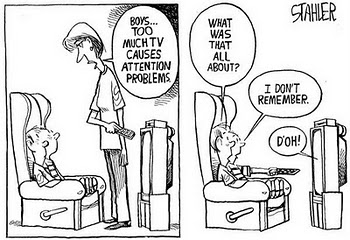 BOYS...
TOO
MUCH TV
CAUSES
ATTENTION
PROBLEMS.
STAHLER
WHAT
WAS
THAT
ALL
ABOUT?
I DON'T
REMEMBER.
D'OH!